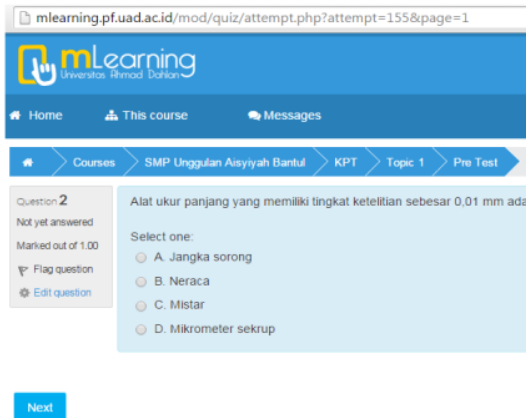 mlearning.pf.uad.ac.id/mod/quiz/attempt.php?attempt=155&page=1
mLearning
Universitas Ahmad Dahlan
Home This course Messages
Courses SMP Unggulan Aisyiyah Bantul KPT Topic 1 Pre Test
Question 2
Not yet answered
Marked out of 1.00
Flag question
Edit question
Alat ukur panjang yang memiliki tingkat ketelitian sebesar 0,01 mm ada
Select one:
A. Jangka sorong
B. Neraca
C. Mistar
D. Mikrometer sekrup
Next